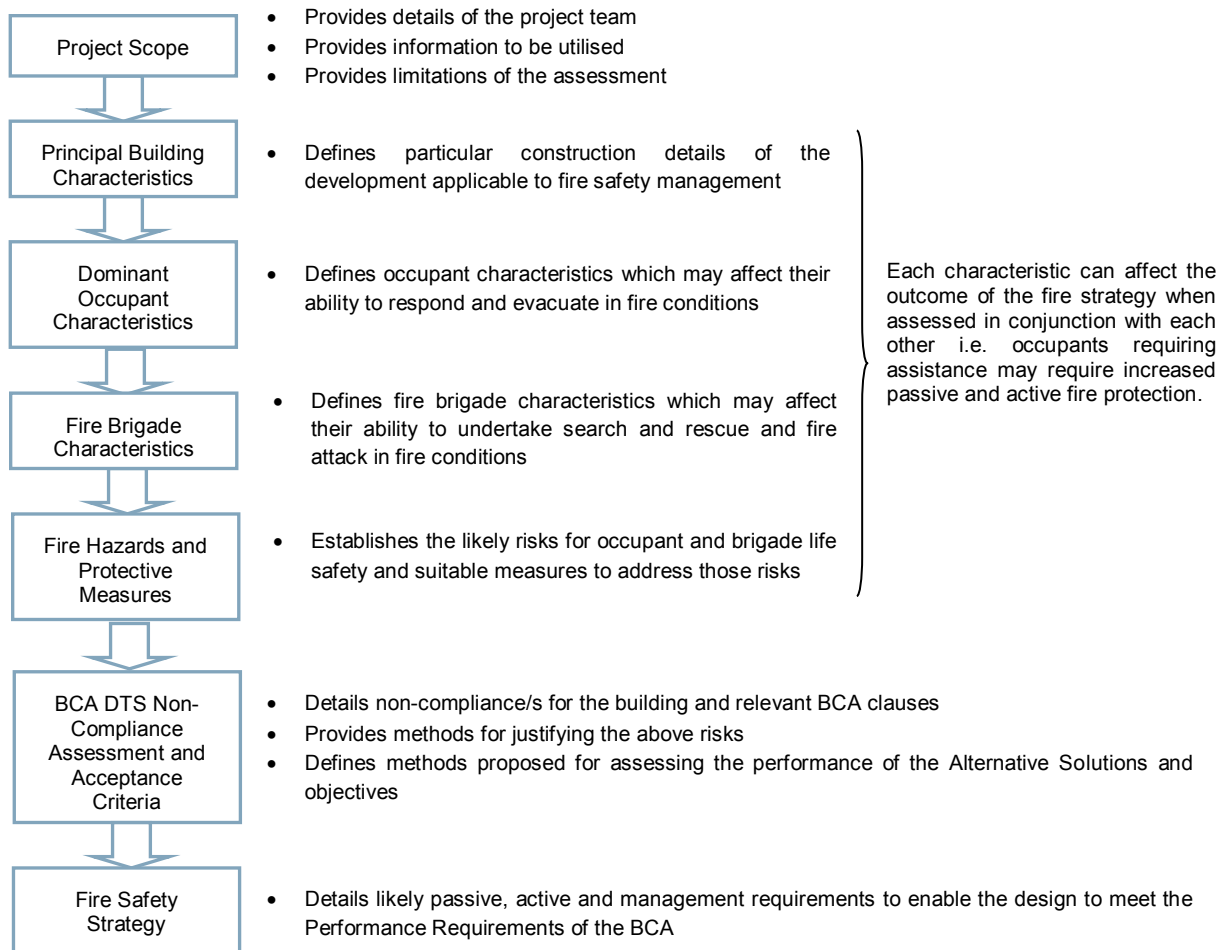 Project Scope
• Provides details of the project team
• Provides information to be utilised
• Provides limitations of the assessment
Principal Building
Characteristics
• Defines particular construction details of the
development applicable to fire safety management
Dominant
Occupant
Characteristics
• Defines occupant characteristics which may affect their
ability to respond and evacuate in fire conditions
Fire Brigade
Characteristics
• Defines fire brigade characteristics which may affect
their ability to undertake search and rescue and fire
attack in fire conditions
Fire Hazards and
Protective
Measures
• Establishes the likely risks for occupant and brigade life
safety and suitable measures to address those risks
Each characteristic can affect the
outcome of the fire strategy when
assessed in conjunction with each
other i.e. occupants requiring
assistance may require increased
passive and active fire protection.
BCA DTS Non-
Compliance
Assessment and
Acceptance
Criteria
• Details non-compliance/s for the building and relevant BCA clauses
• Provides methods for justifying the above risks
• Defines methods proposed for assessing the performance of the Alternative Solutions and
objectives
Fire Safety
Strategy
• Details likely passive, active and management requirements to enable the design to meet the
Performance Requirements of the BCA